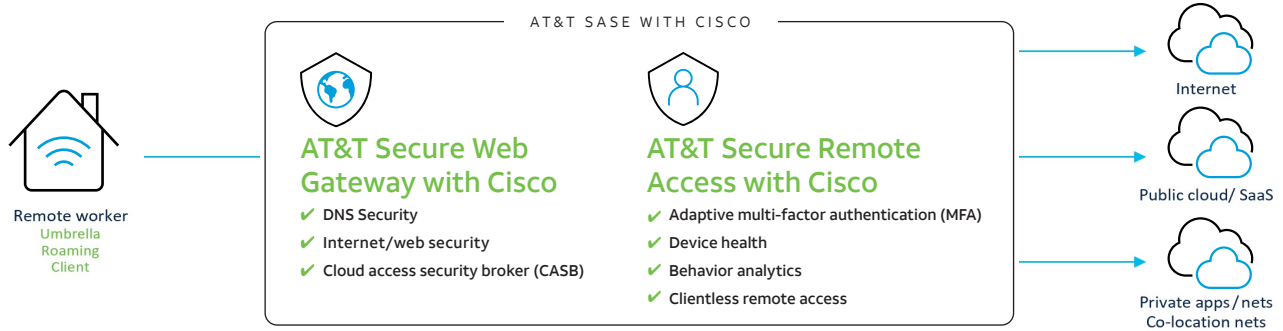 AT&T SASE WITH CISCO
Remote worker
Umbrella
Roaming
Client
AT&T Secure Web
Gateway with Cisco
✔ DNS Security
✔ Internet/web security
✔ Cloud access security broker (CASB)
AT&T Secure Remote
Access with Cisco
✔ Adaptive multi-factor authentication (MFA)
✔ Device health
✔ Behavior analytics
✔ Clientless remote access
Internet
Public cloud/ SaaS
Private apps/nets
Co-location nets